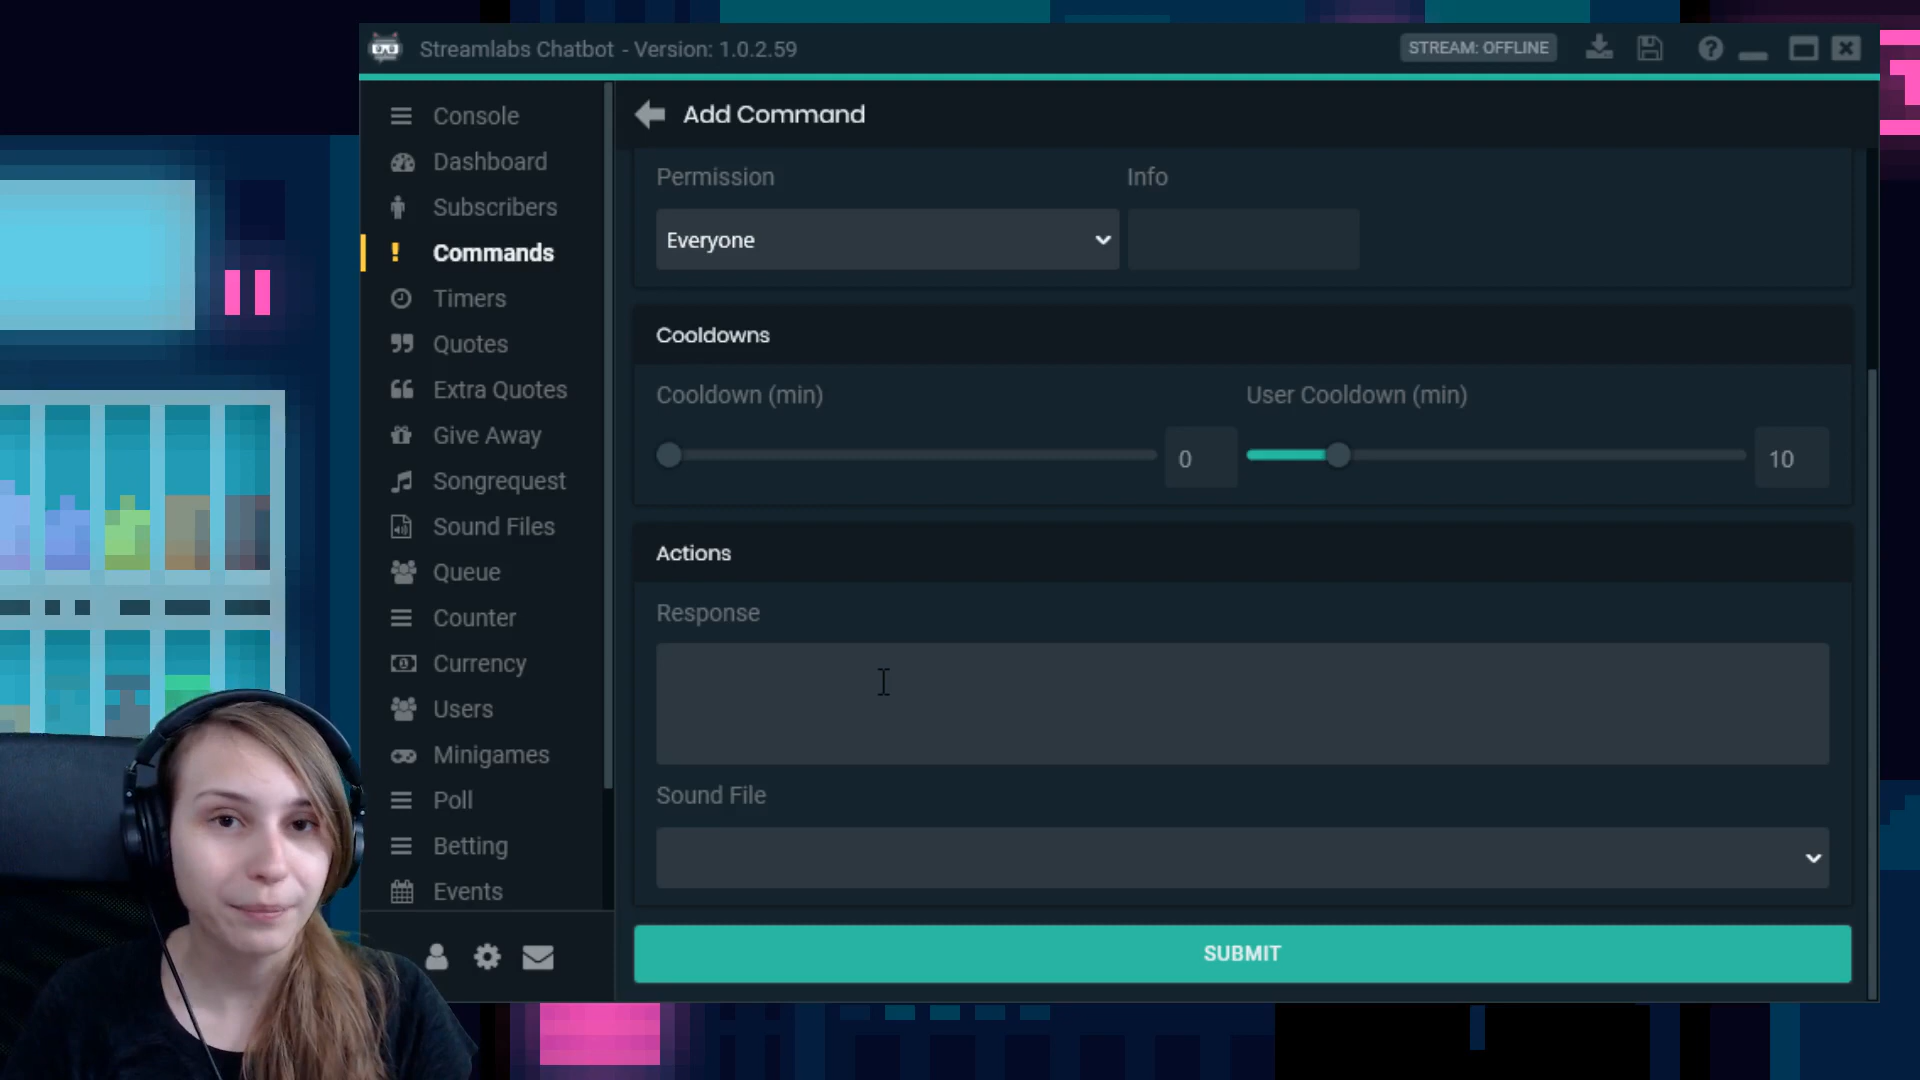 Streamlabs Chatbot - Version: 1.0.2.59
STREAM: OFFLINE
Console
Dashboard
Subscribers
Commands
Timers
Quotes
Extra Quotes
Give Away
Songrequest
Sound Files
Queue
Counter
Currency
Users
Minigames
Poll
Betting
Events
Add Command
Permission
Info
Everyone
Cooldowns
Cooldown (min)
User Cooldown (min)
0
10
Actions
Response
Sound File
SUBMIT